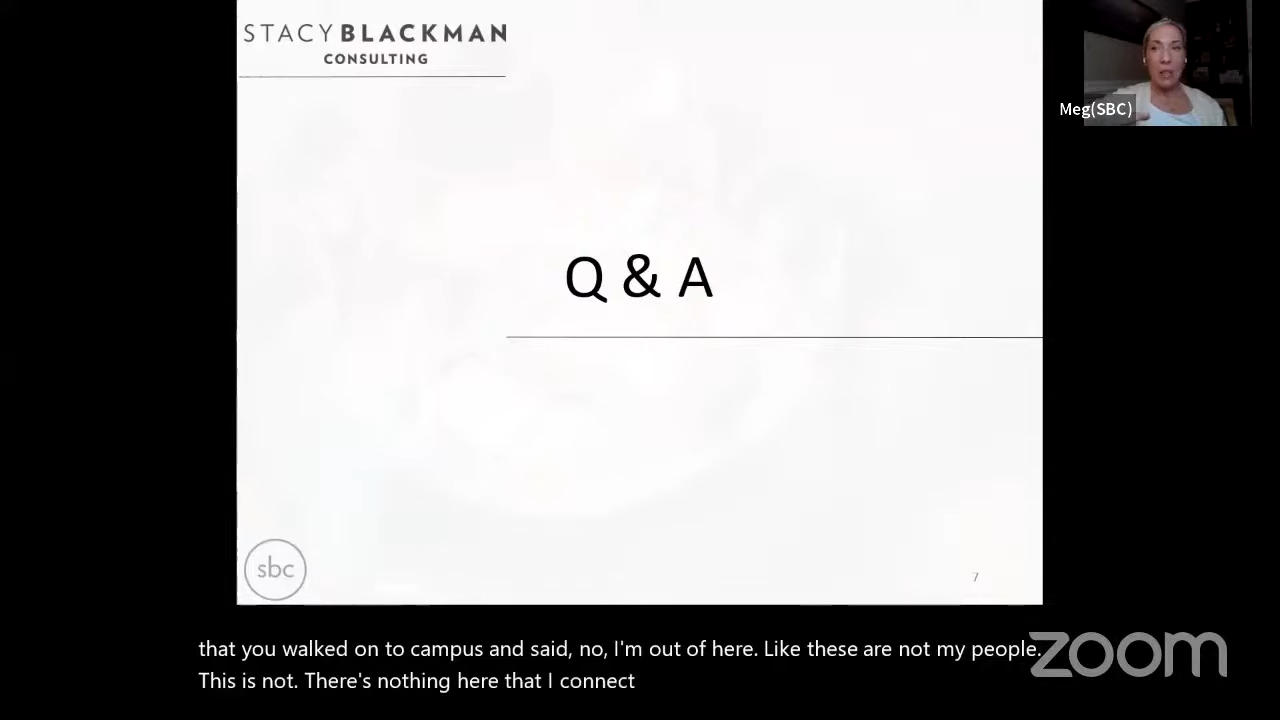 STACY BLACKMAN
CONSULTING
Meg(SBC)
Q & A
sbc
7
that you walked on to campus and said, no, I'm out of here. Like these are not my people.
This is not. There's nothing here that I connect
zoom